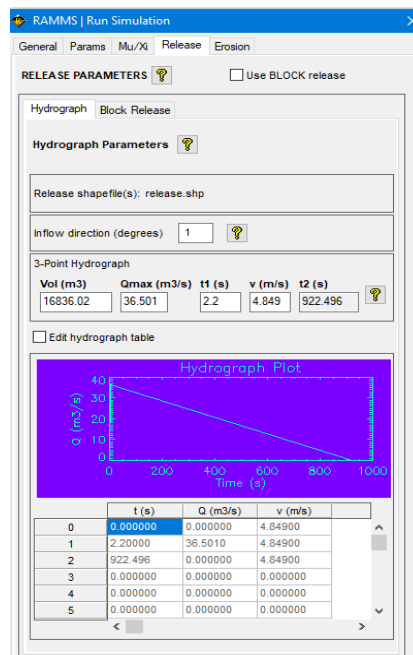 RAMMS | Run Simulation
General Params Mu/Xi Release Erosion
RELEASE PARAMETERS ? Use BLOCK release
Hydrograph Block Release
Hydrograph Parameters ?
Release shapefile(s): release.shp
Inflow direction (degrees) 1 ?
3-Point Hydrograph
Vol (m3) Qmax (m3/s) t1 (s) v (m/s) t2 (s)
16836.02 36.501 2.2 4.849 922.496 ?
Edit hydrograph table
Hydrograph Plot
40
30
20
10
0
Q (m3/s)
0 200 400 600 800 1000
Time (s)
t (s) Q (m3/s) v (m/s)
0 0.000000 0.000000 4.84900
1 2.20000 36.5010 4.84900
2 922.496 0.000000 4.84900
3 0.000000 0.000000 0.000000
4 0.000000 0.000000 0.000000
5 0.000000 0.000000 0.000000